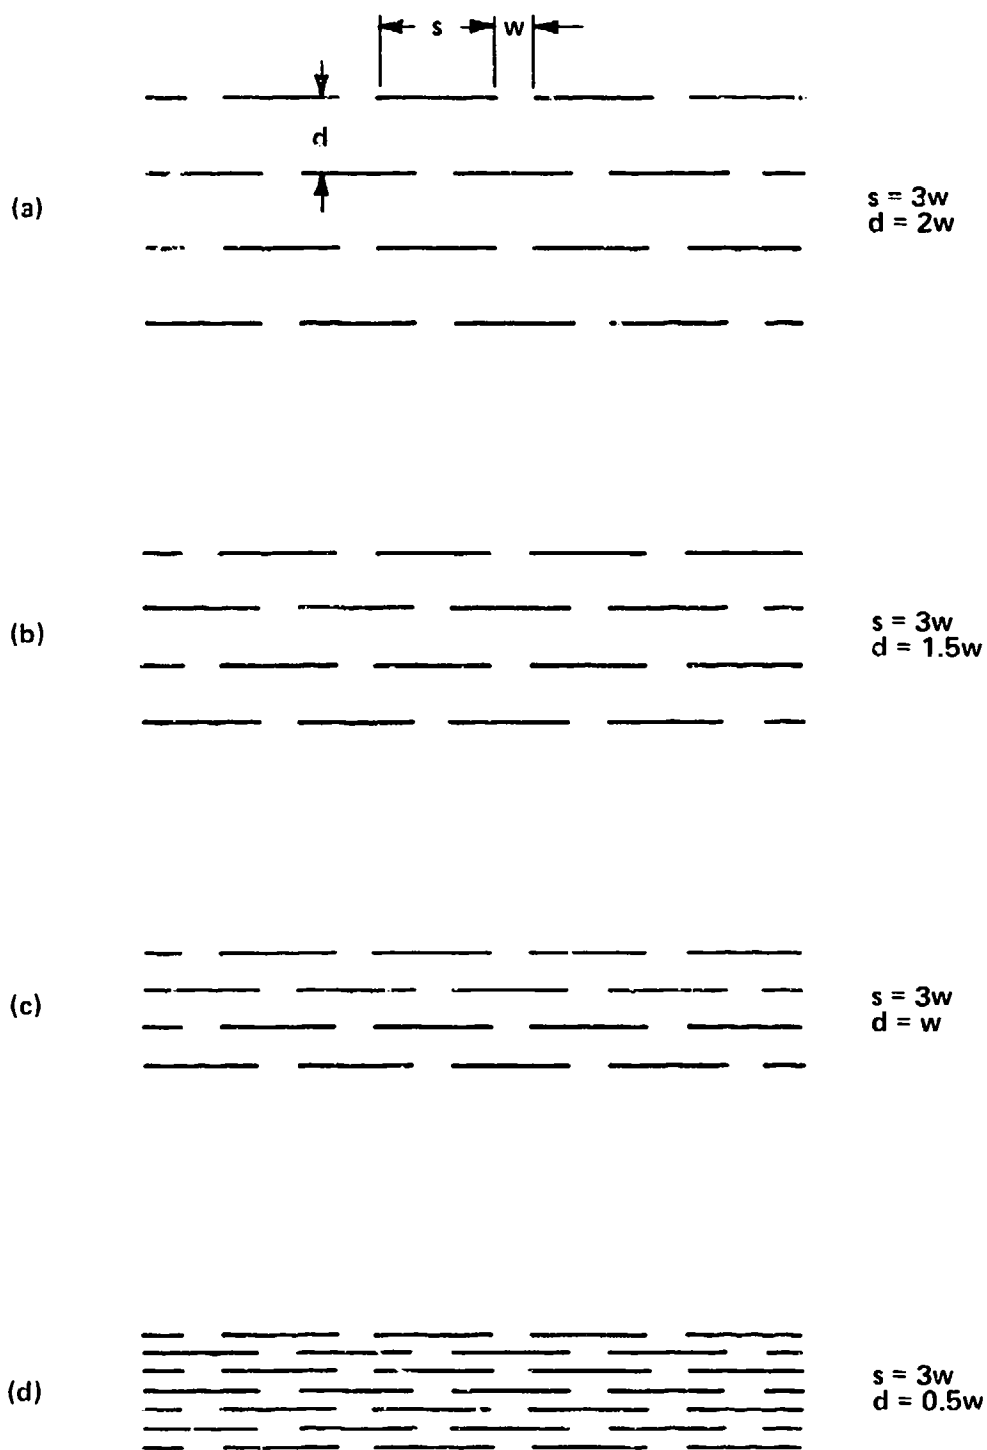 s w
d
(a)
s = 3w
d = 2w
(b)
s = 3w
d = 1.5w
(c)
s = 3w
d = w
(d)
s = 3w
d = 0.5w